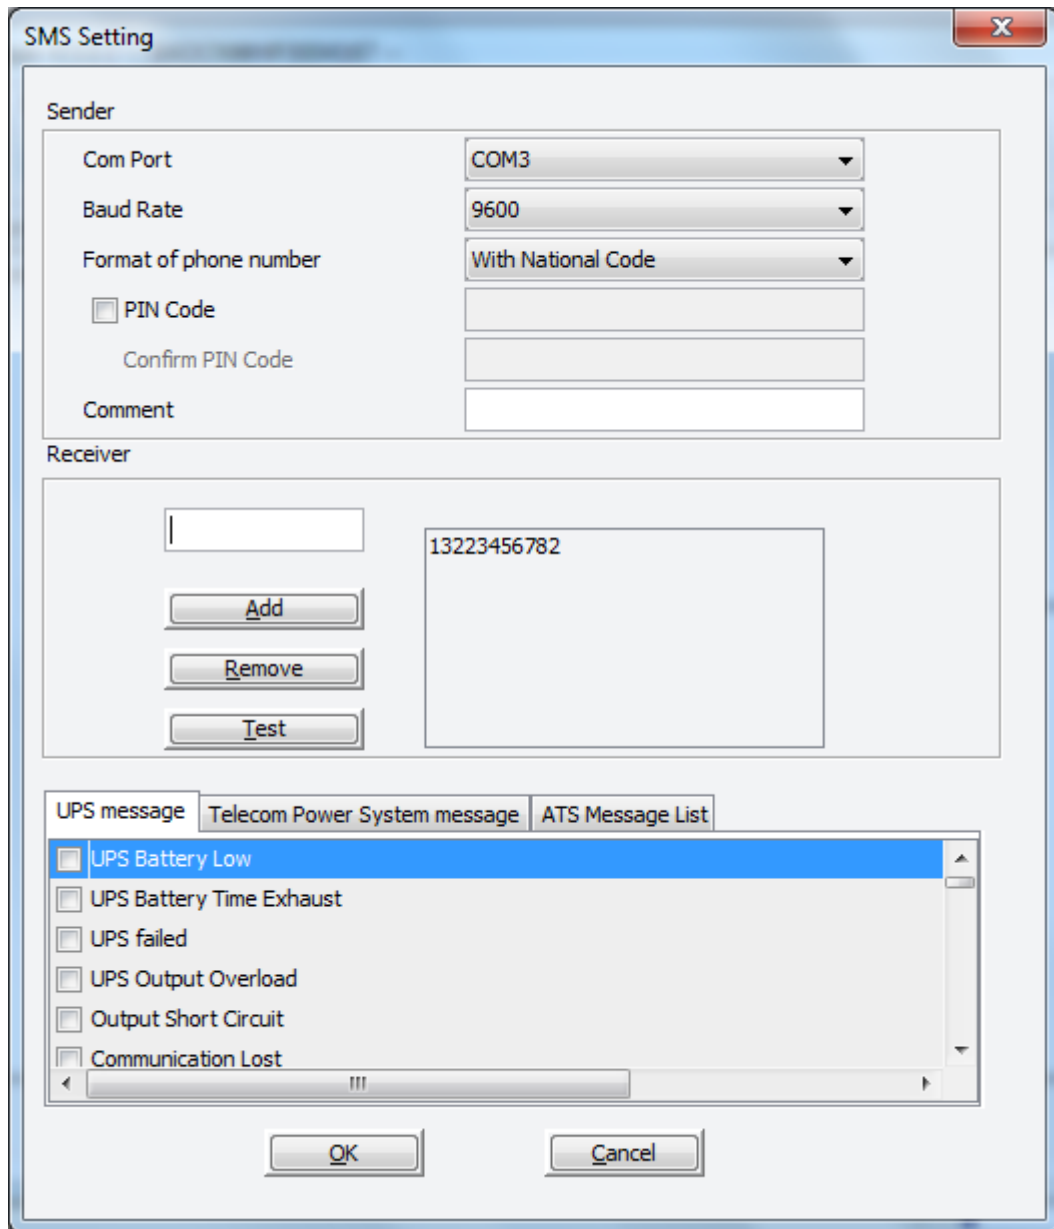 SMS Setting
Sender
Com Port COM3
Baud Rate 9600
Format of phone number With National Code
PIN Code
Confirm PIN Code
Comment
Receiver
13223456782
Add
Remove
Test
UPS message Telecom Power System message ATS Message List
UPS Battery Low
UPS Battery Time Exhaust
UPS failed
UPS Output Overload
Output Short Circuit
Communication Lost
OK Cancel